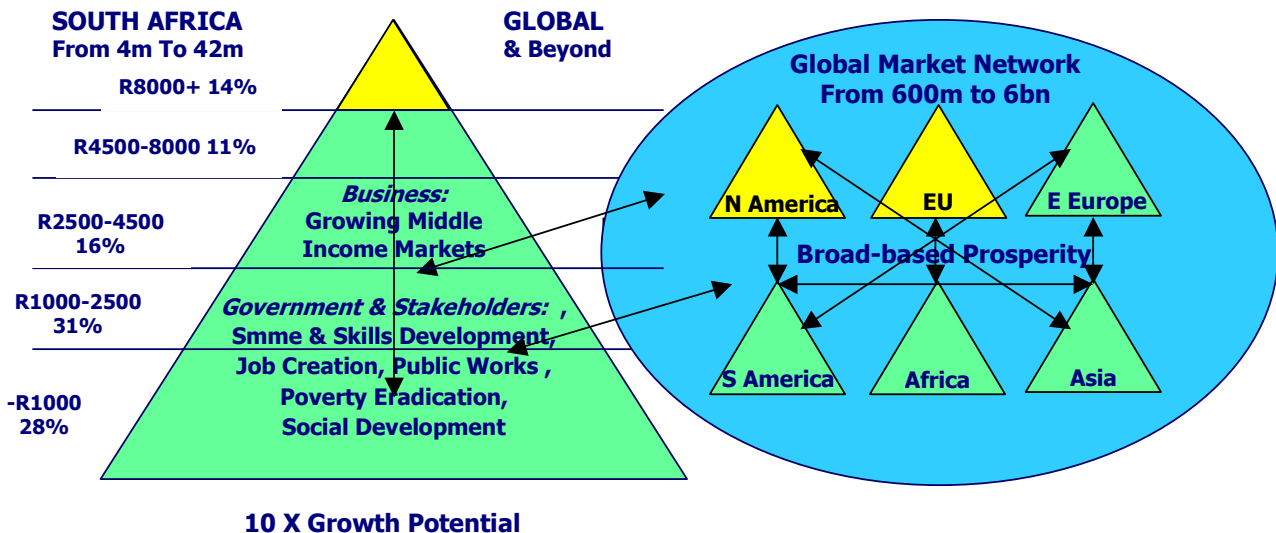 SOUTH AFRICA
From 4m To 42m
GLOBAL
& Beyond
R8000+ 14%
R4500-8000 11%
R2500-4500
16%
R1000-2500
31%
-R1000
28%
Business:
Growing Middle
Income Markets
Government & Stakeholders: ,
Smme & Skills Development,
Job Creation, Public Works ,
Poverty Eradication,
Social Development
10 X Growth Potential
Global Market Network
From 600m to 6bn
N America
EU
E Europe
Broad-based Prosperity
S America
Africa
Asia